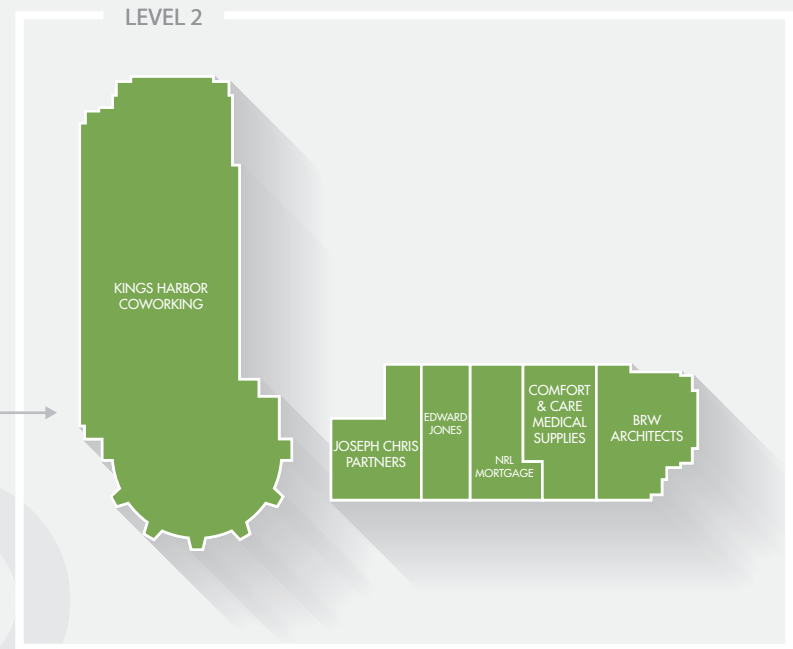 LEVEL 2
KINGS HARBOR
COWORKING
JOSEPH CHRIS
PARTNERS
EDWARD
JONES
NRL
MORTGAGE
COMFORT
& CARE
MEDICAL
SUPPLIES
BRW
ARCHITECTS